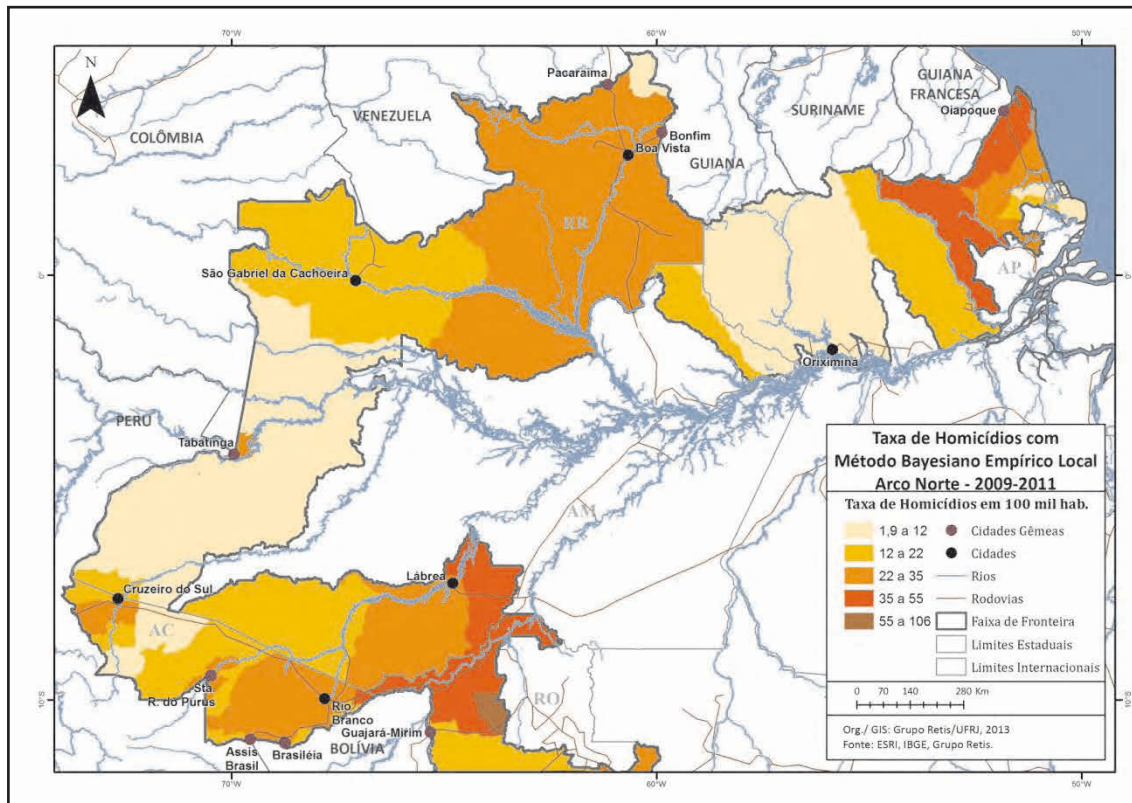 70°W
60°W
50°W
N
Pacaraima
GUIANA
FRANCESA
Oiapoque
SURINAME
VENEZUELA
COLÔMBIA
Bonfim
Boa Vista
GUIANA
RR
São Gabriel da Cachoeira
0°
0°
AP
Oriximiná
PERU
Tabatinga
AM
Lábrea
Cruzeiro do Sul
AC
Sta.
R. do Purus
Rio
Branco
RO
10°S
10°S
Guajará-Mirim
BOLÍVIA
Assis
Brasil
Brasiléia
70°W
60°W
50°W
Taxa de Homicídios com
Método Bayesiano Empírico Local
Arco Norte - 2009-2011
Taxa de Homicídios em 100 mil hab.
1,9 a 12
12 a 22
22 a 35
35 a 55
55 a 106
Cidades Gêmeas
Cidades
Rios
Rodovias
Faixa de Fronteira
Limites Estaduais
Limites Internacionais
0 70 140 280 Km
Org./ GIS: Grupo Retis/UFRJ, 2013
Fonte: ESRI, IBGE, Grupo Retis.